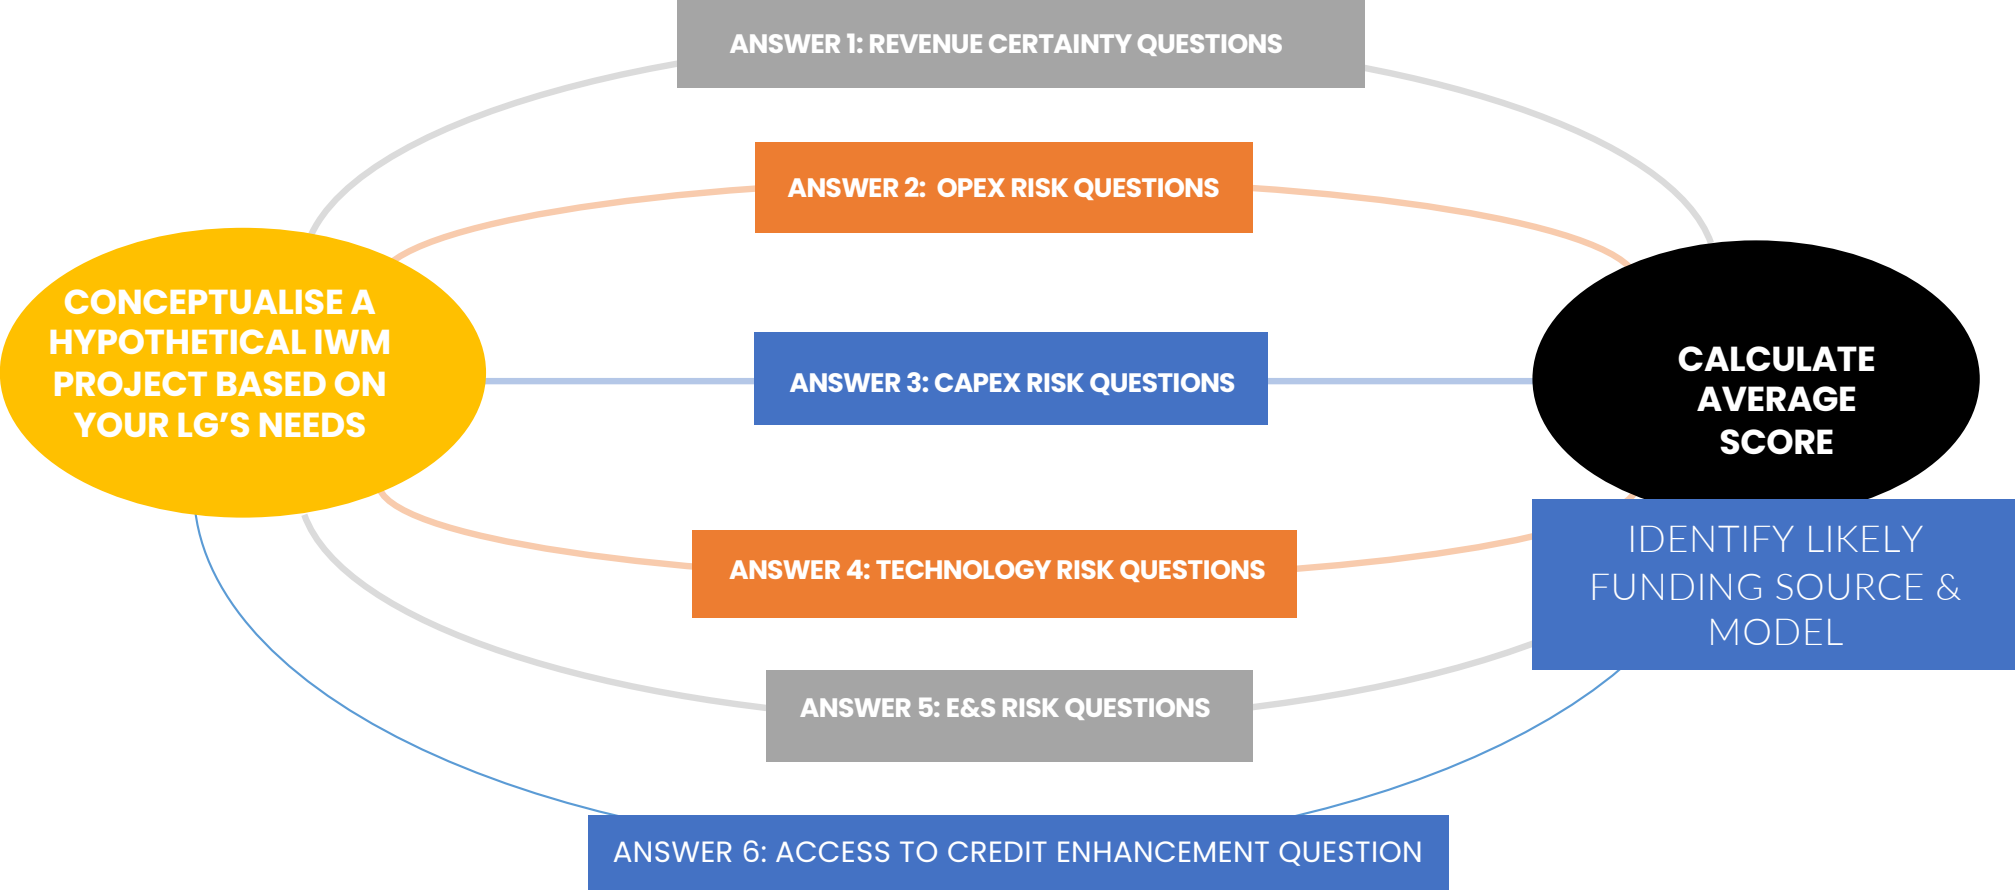 ANSWER 1: REVENUE CERTAINTY QUESTIONS
ANSWER 2: OPEX RISK QUESTIONS
CONCEPTUALISE A
HYPOTHETICAL IWM
PROJECT BASED ON
YOUR LG’S NEEDS
ANSWER 3: CAPEX RISK QUESTIONS
CALCULATE
AVERAGE
SCORE
ANSWER 4: TECHNOLOGY RISK QUESTIONS
IDENTIFY LIKELY
FUNDING SOURCE &
MODEL
ANSWER 5: E&S RISK QUESTIONS
ANSWER 6: ACCESS TO CREDIT ENHANCEMENT QUESTION